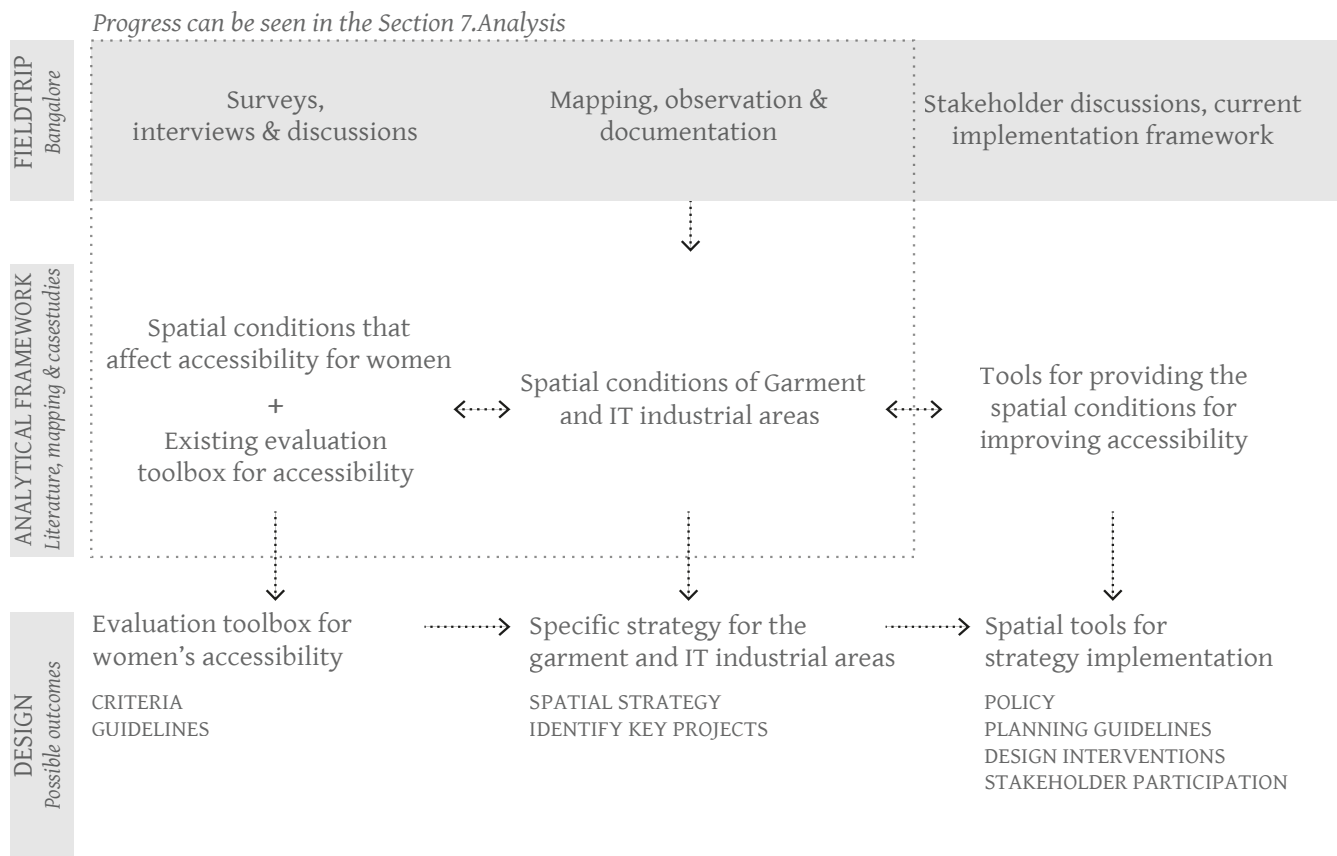 Progress can be seen in the Section 7.Analysis
FIELDTRIP
Bangalore
Surveys,
interviews & discussions
Mapping, observation &
documentation
Stakeholder discussions, current
implementation framework
ANALYTICAL FRAMEWORK
Literature, mapping & casestudies
Spatial conditions that
affect accessibility for women
+
Existing evaluation
toolbox for accessibility
Spatial conditions of Garment
and IT industrial areas
Tools for providing the
spatial conditions for
improving accessibility
DESIGN
Possible outcomes
Evaluation toolbox for
women’s accessibility
CRITERIA
GUIDELINES
Specific strategy for the
garment and IT industrial areas
SPATIAL STRATEGY
IDENTIFY KEY PROJECTS
Spatial tools for
strategy implementation
POLICY
PLANNING GUIDELINES
DESIGN INTERVENTIONS
STAKEHOLDER PARTICIPATION